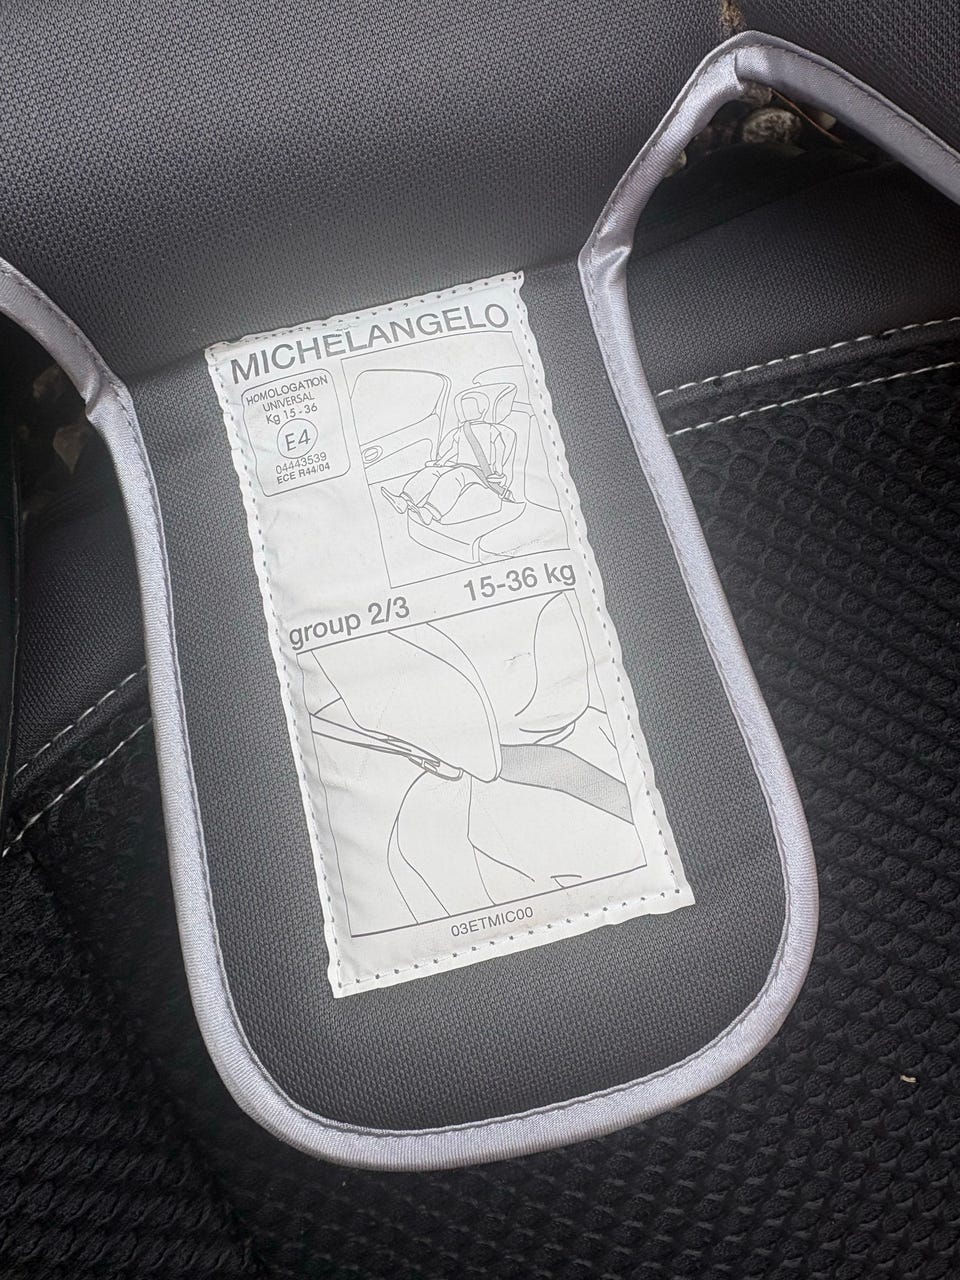 MICHELANGELO
HOMOLOGATION
UNIVERSAL
Kg 15 - 36
E4
04443539
ECE R44/04
group 2/3
15-36 kg
03ETMIC00